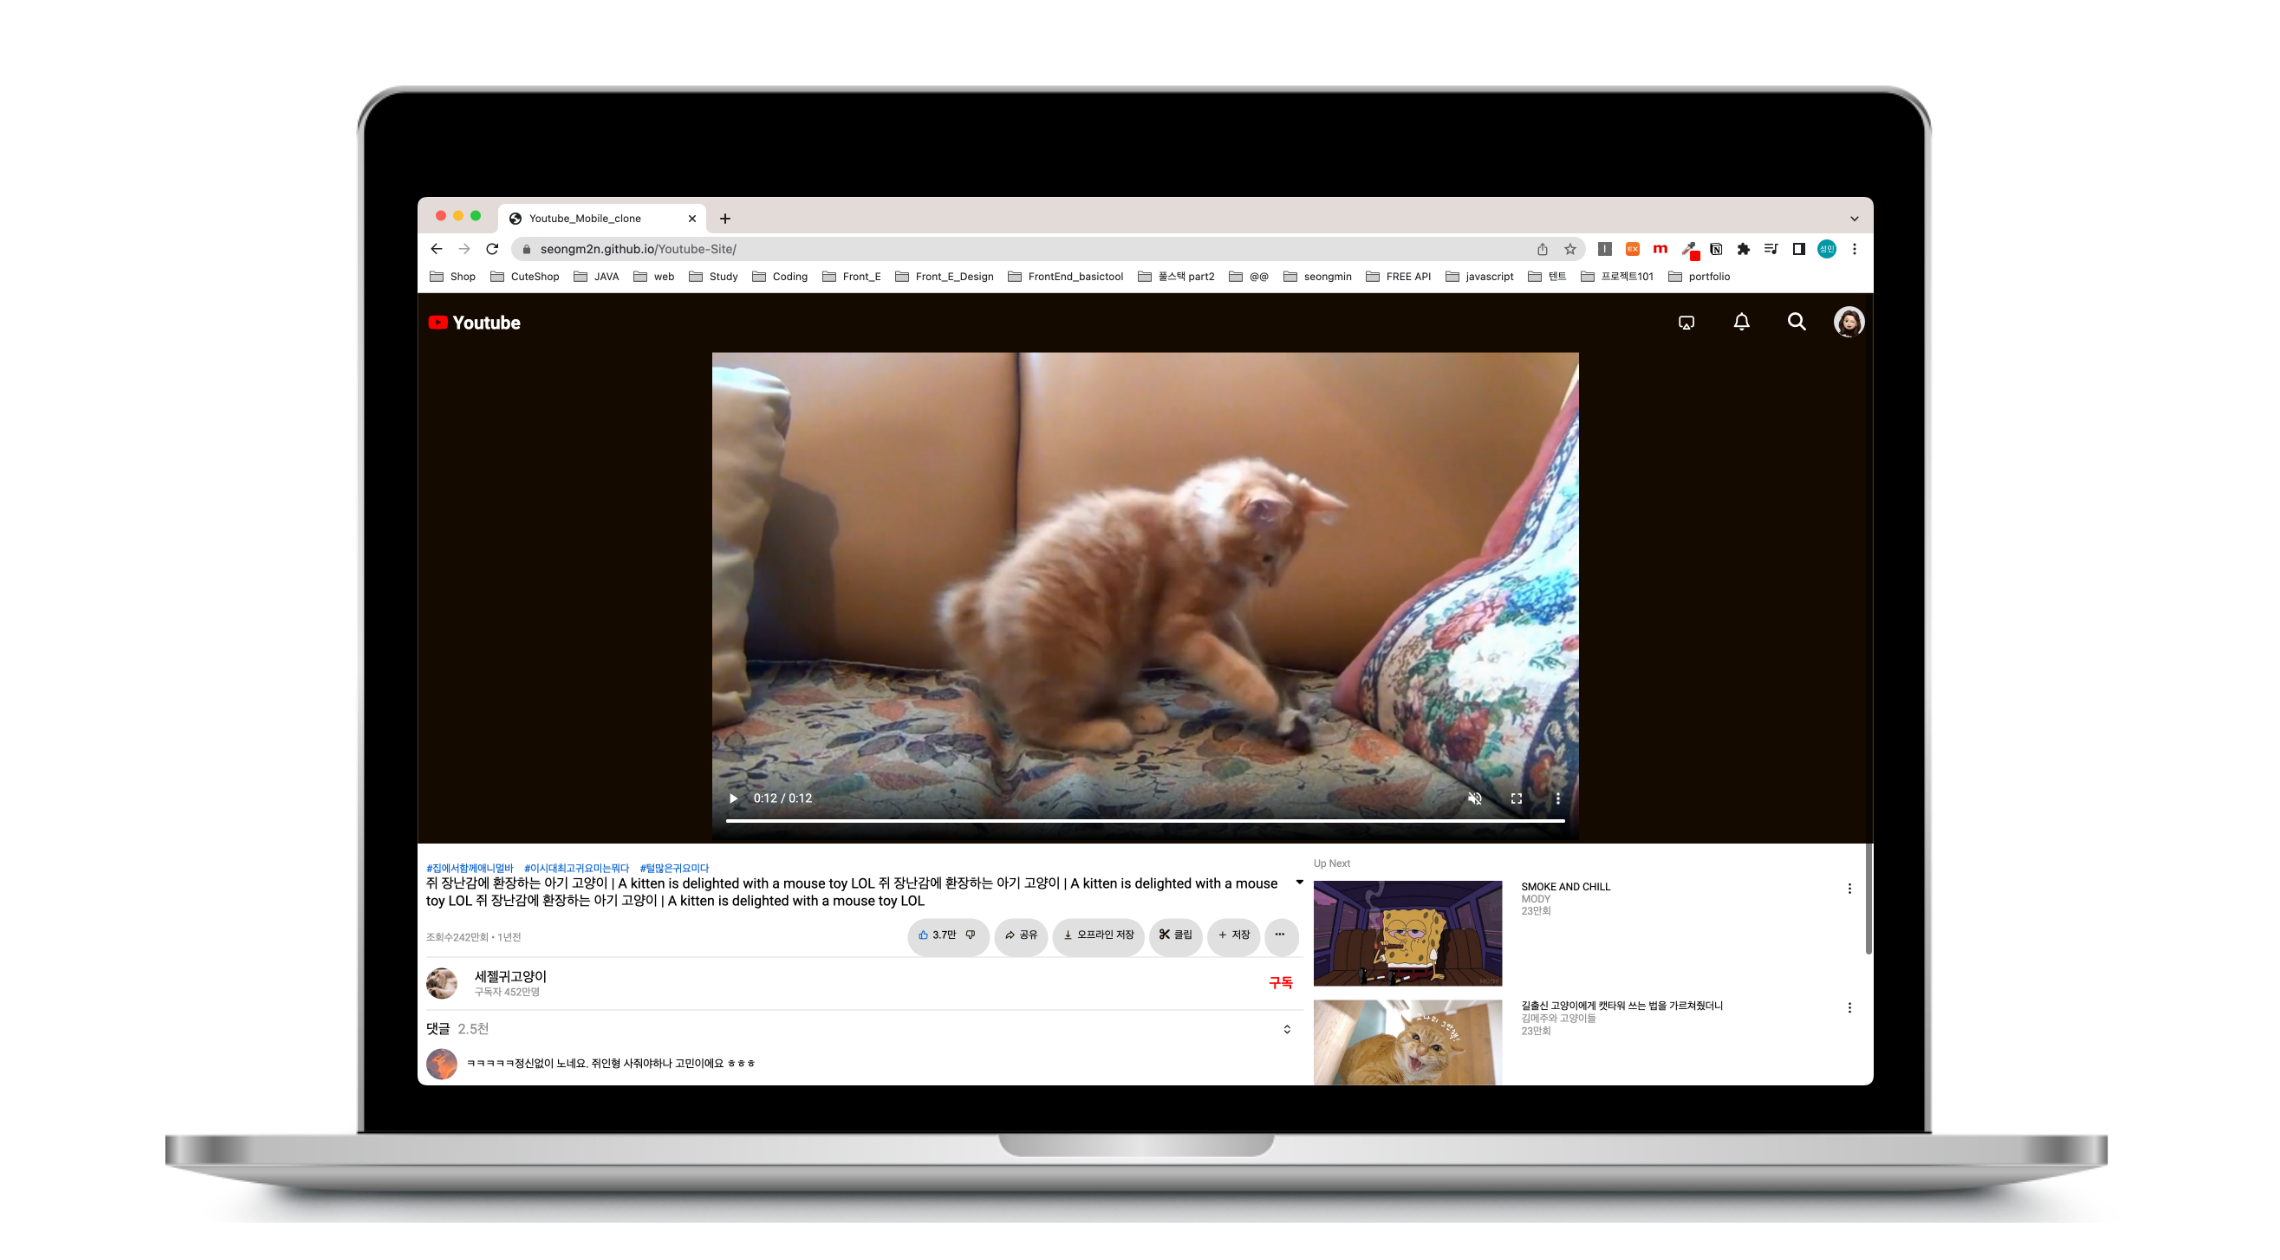 Youtube_Mobile_clone
seongm2n.github.io/Youtube-Site/
EX m 성민
Shop CuteShop JAVA web Study Coding Front_E Front_E_Design FrontEnd_basictool 풀스택 part2 @@ seongmin FREE API javascript 텐트 프로젝트101 portfolio
Youtube
0:12 / 0:12
#집에서함께애니멀바 #이시대최고귀요미는뭐다 #털많은귀요미다
쥐 장난감에 환장하는 아기 고양이 | A kitten is delighted with a mouse toy LOL 쥐 장난감에 환장하는 아기 고양이 | A kitten is delighted with a mouse
toy LOL 쥐 장난감에 환장하는 아기 고양이 | A kitten is delighted with a mouse toy LOL
조회수242만회 • 1년전
3.7만 공유 오프라인 저장 클립 저장
세젤귀고양이
구독자 452만명
구독
댓글 2.5천
ㅋㅋㅋㅋㅋ정신없이 노네요. 쥐인형 사줘야하나 고민이에요 ㅎㅎㅎ
Up Next
SMOKE AND CHILL
MODY
23만회
길출신 고양이에게 캣타워 쓰는 법을 가르쳐줬더니
김메주와 고양이들
23만회